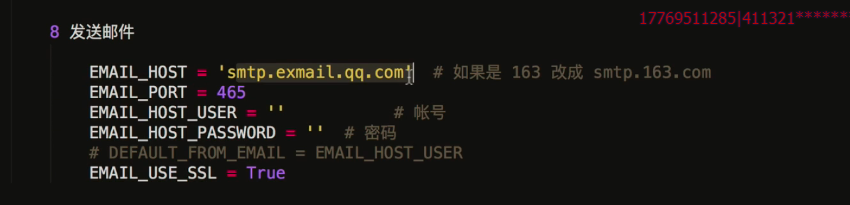 17769511285|411321******
8 发送邮件
EMAIL_HOST = 'smtp.exmail.qq.com' # 如果是 163 改成 smtp.163.com
EMAIL_PORT = 465
EMAIL_HOST_USER = '' # 帐号
EMAIL_HOST_PASSWORD = '' # 密码
# DEFAULT_FROM_EMAIL = EMAIL_HOST_USER
EMAIL_USE_SSL = True